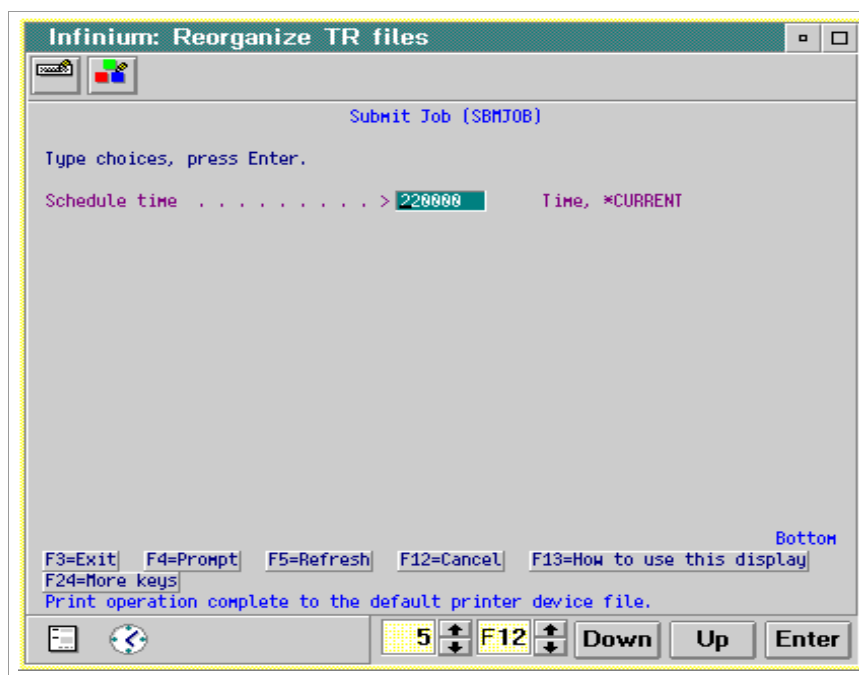 Infinium: Reorganize TR files
Submit Job (SBMJOB)
Type choices, press Enter.
Schedule time . . . . . . . . . > 220000 Time, *CURRENT
Bottom
F3=Exit F4=Prompt F5=Refresh F12=Cancel F13=How to use this display
F24=More keys
Print operation complete to the default printer device file.
5 F12 Down Up Enter